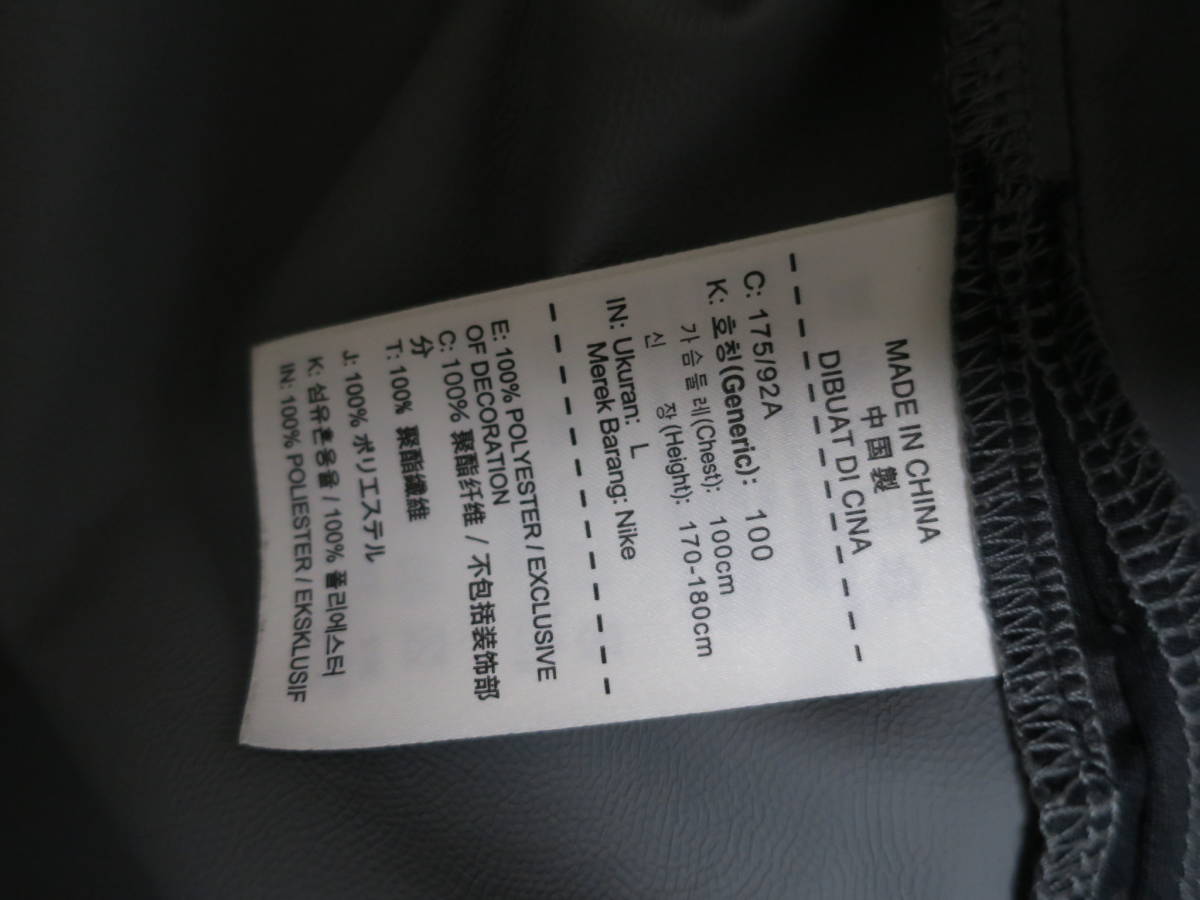 MADE IN CHINA
中国製
DIBUAT DI CINA
C: 175/92A
K: 호칭(Generic): 100
가슴둘레(Chest): 100cm
신 장(Height): 170-180cm
IN: Ukuran: L
Merek Barang: Nike
E: 100% POLYESTER / EXCLUSIVE
OF DECORATION
C: 100% 聚酯纤维 / 不包括装饰部
分
T: 100% 聚酯纖維
J: 100% ポリエステル
K: 섬유혼용율 / 100% 폴리에스터
IN: 100% POLIESTER / EKSKLUSIF